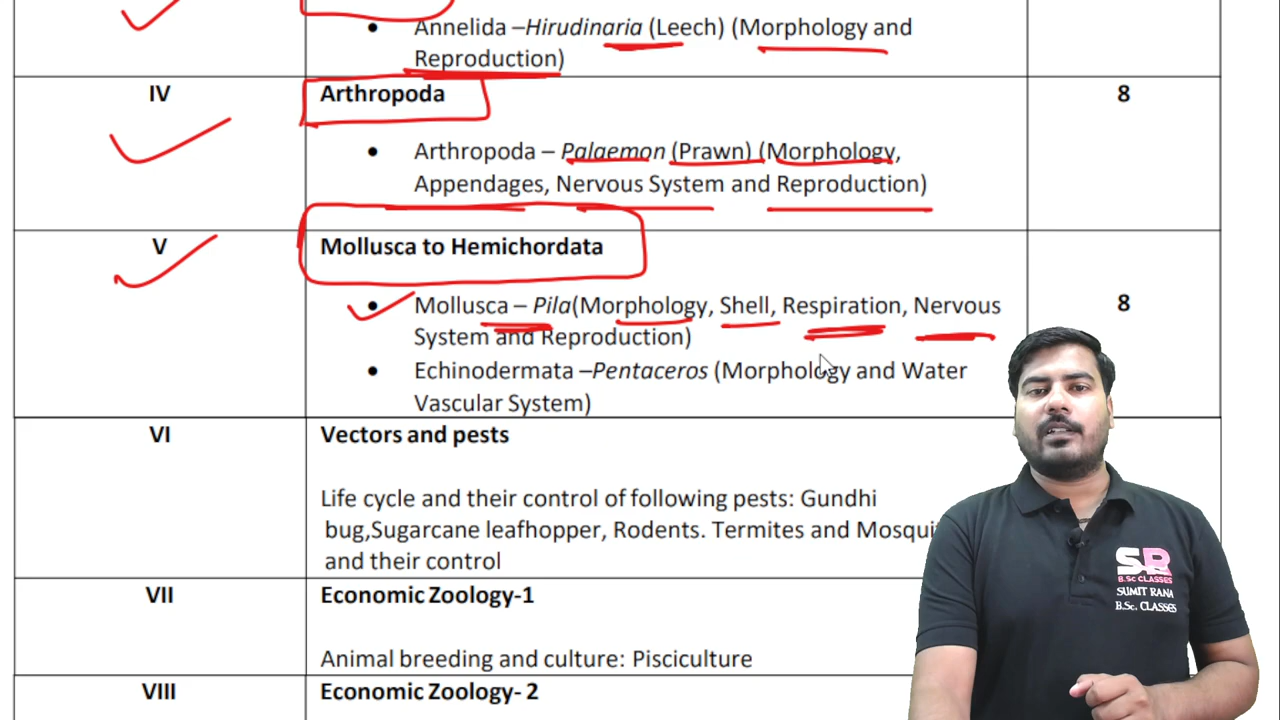 • Annelida –Hirudinaria (Leech) (Morphology and
Reproduction)
IV Arthropoda 8
• Arthropoda – Palaemon (Prawn) (Morphology,
Appendages, Nervous System and Reproduction)
V Mollusca to Hemichordata
• Mollusca – Pila(Morphology, Shell, Respiration, Nervous 8
System and Reproduction)
• Echinodermata –Pentaceros (Morphology and Water
Vascular System)
VI Vectors and pests
Life cycle and their control of following pests: Gundhi
bug,Sugarcane leafhopper, Rodents. Termites and
and their control
VII Economic Zoology-1
Animal breeding and culture: Pisciculture
VIII Economic Zoology- 2
SR
B.SC CLASSES
SUMIT RANA
B.Sc. CLASSES